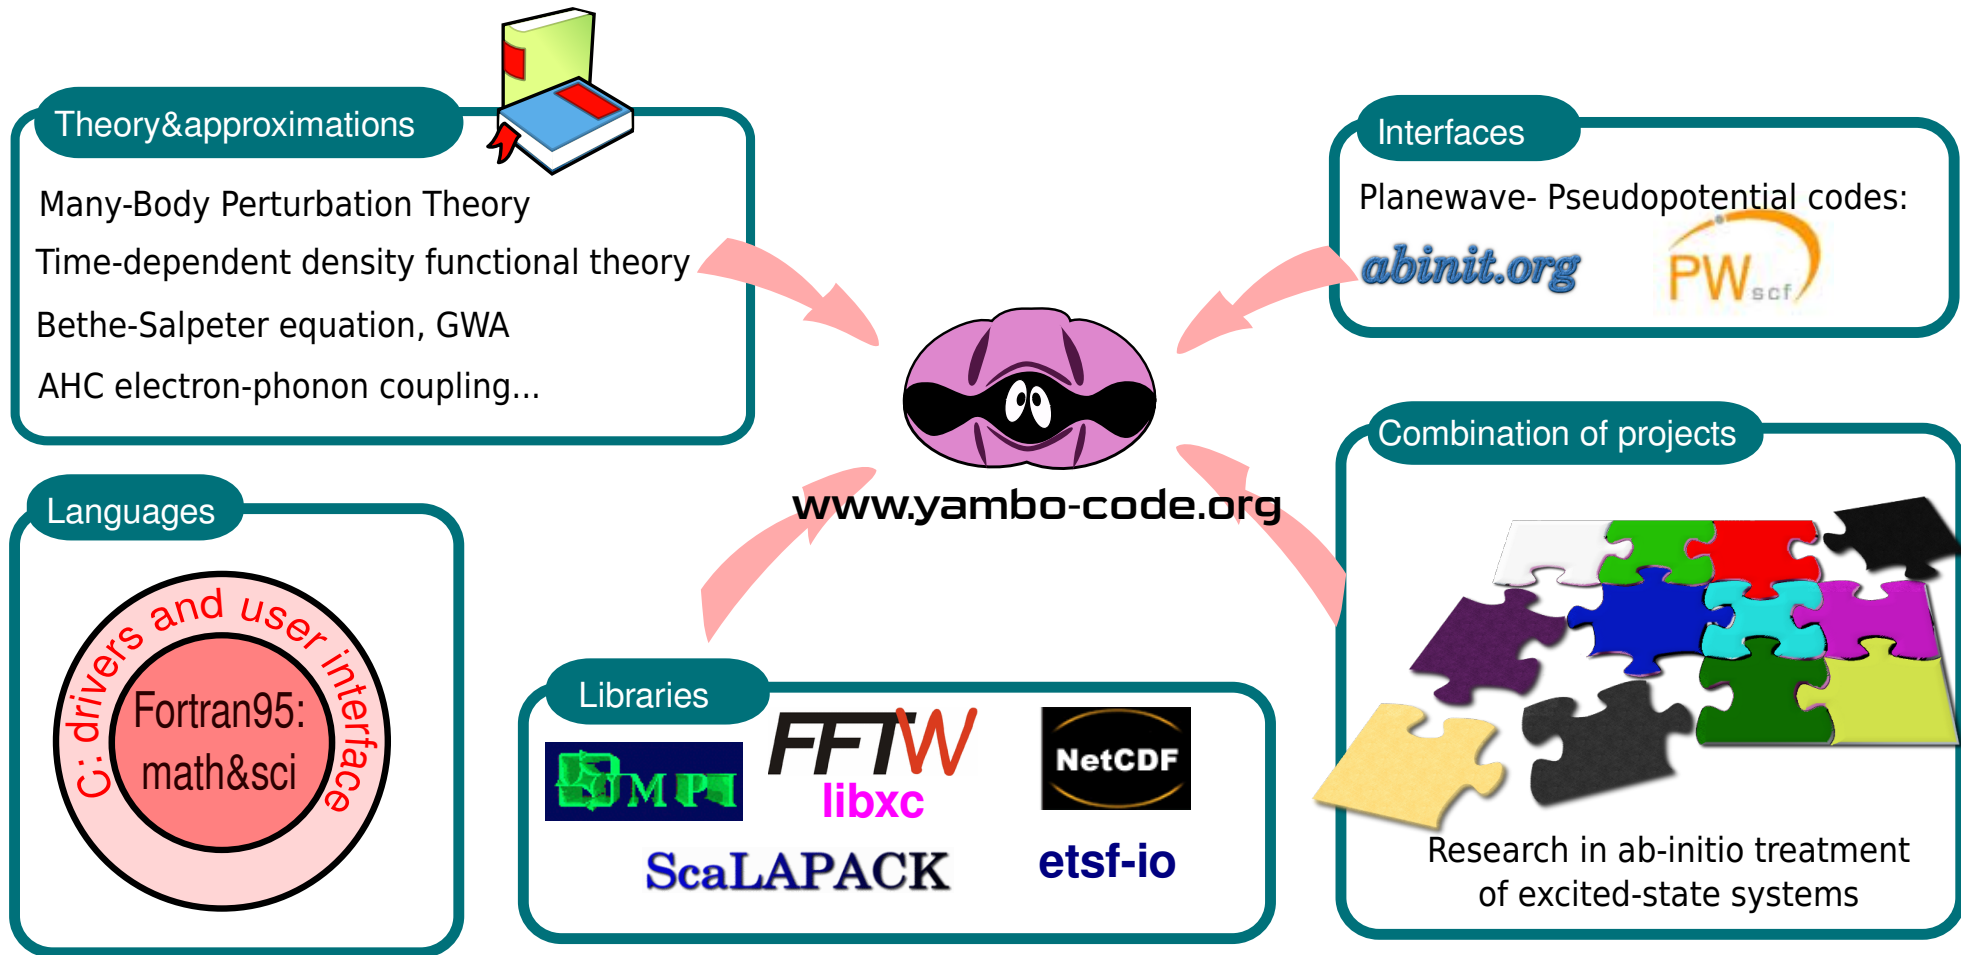 Theory&approximations
Many-Body Perturbation Theory
Time-dependent density functional theory
Bethe-Salpeter equation, GWA
AHC electron-phonon coupling...
Interfaces
Planewave- Pseudopotential codes:
abinit.org
PWscf
www.yambo-code.org
Languages
C: drivers and user interface
Fortran95:
math&sci
Libraries
MPI
FFTW
libxc
NetCDF
ScaLAPACK
etsf-io
Combination of projects
Research in ab-initio treatment
of excited-state systems